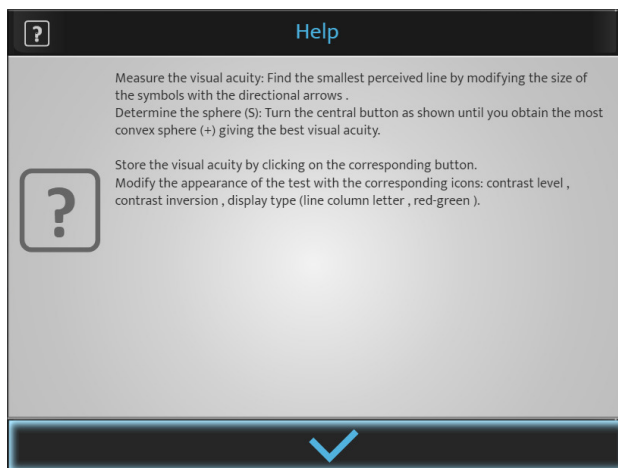 ?
Help
Measure the visual acuity: Find the smallest perceived line by modifying the size of
the symbols with the directional arrows .
Determine the sphere (S): Turn the central button as shown until you obtain the most
convex sphere (+) giving the best visual acuity.
Store the visual acuity by clicking on the corresponding button.
Modify the appearance of the test with the corresponding icons: contrast level ,
contrast inversion , display type (line column letter , red-green ).
?